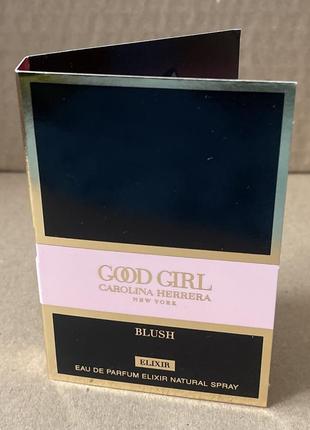 GOOD GIRL
CAROLINA HERRERA
NEW YORK
BLUSH
ELIXIR
EAU DE PARFUM ELIXIR NATURAL SPRAY